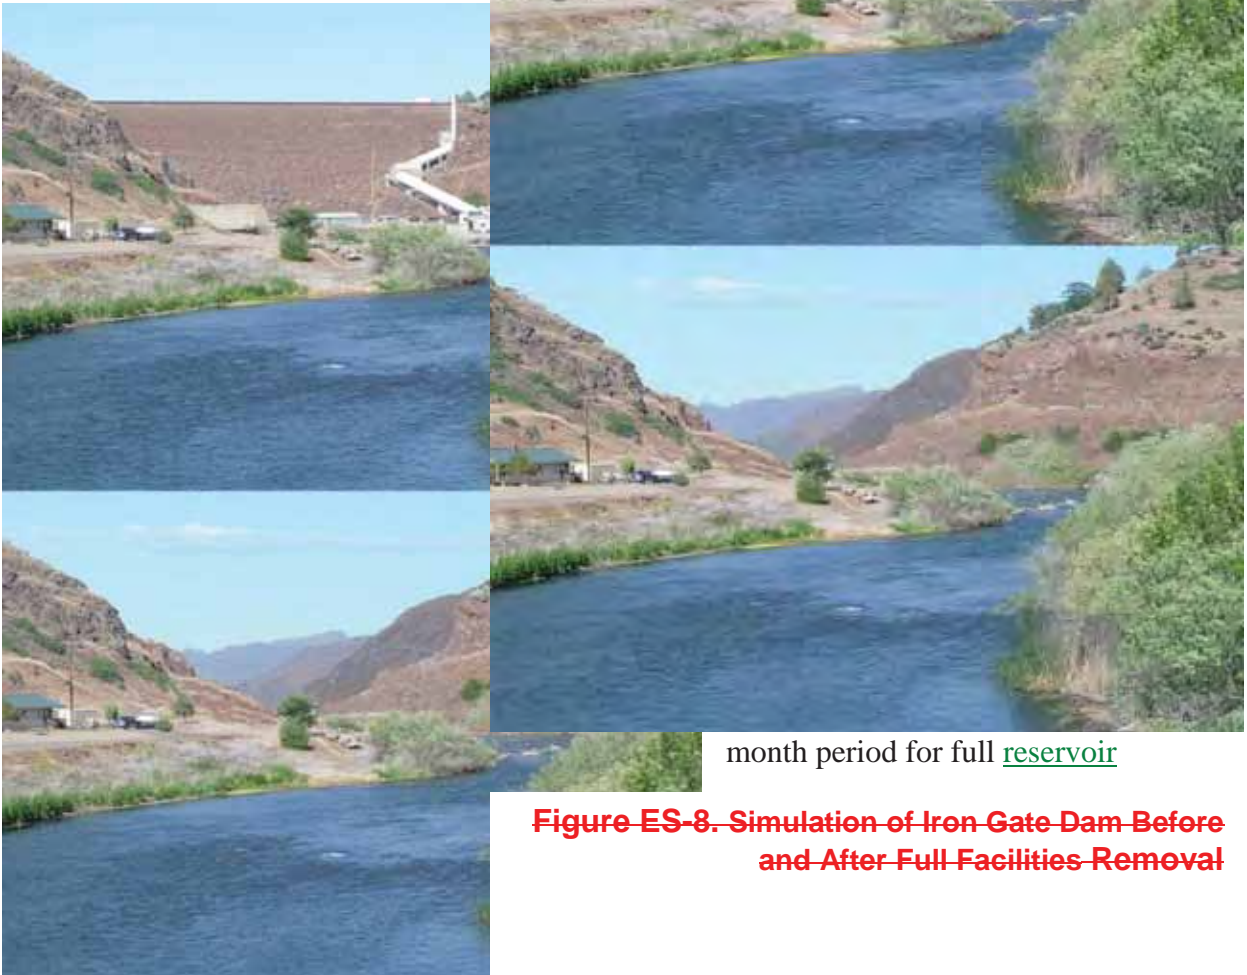 month period for full reservoir
Figure ES-8. Simulation of Iron Gate Dam Before
and After Full Facilities Removal